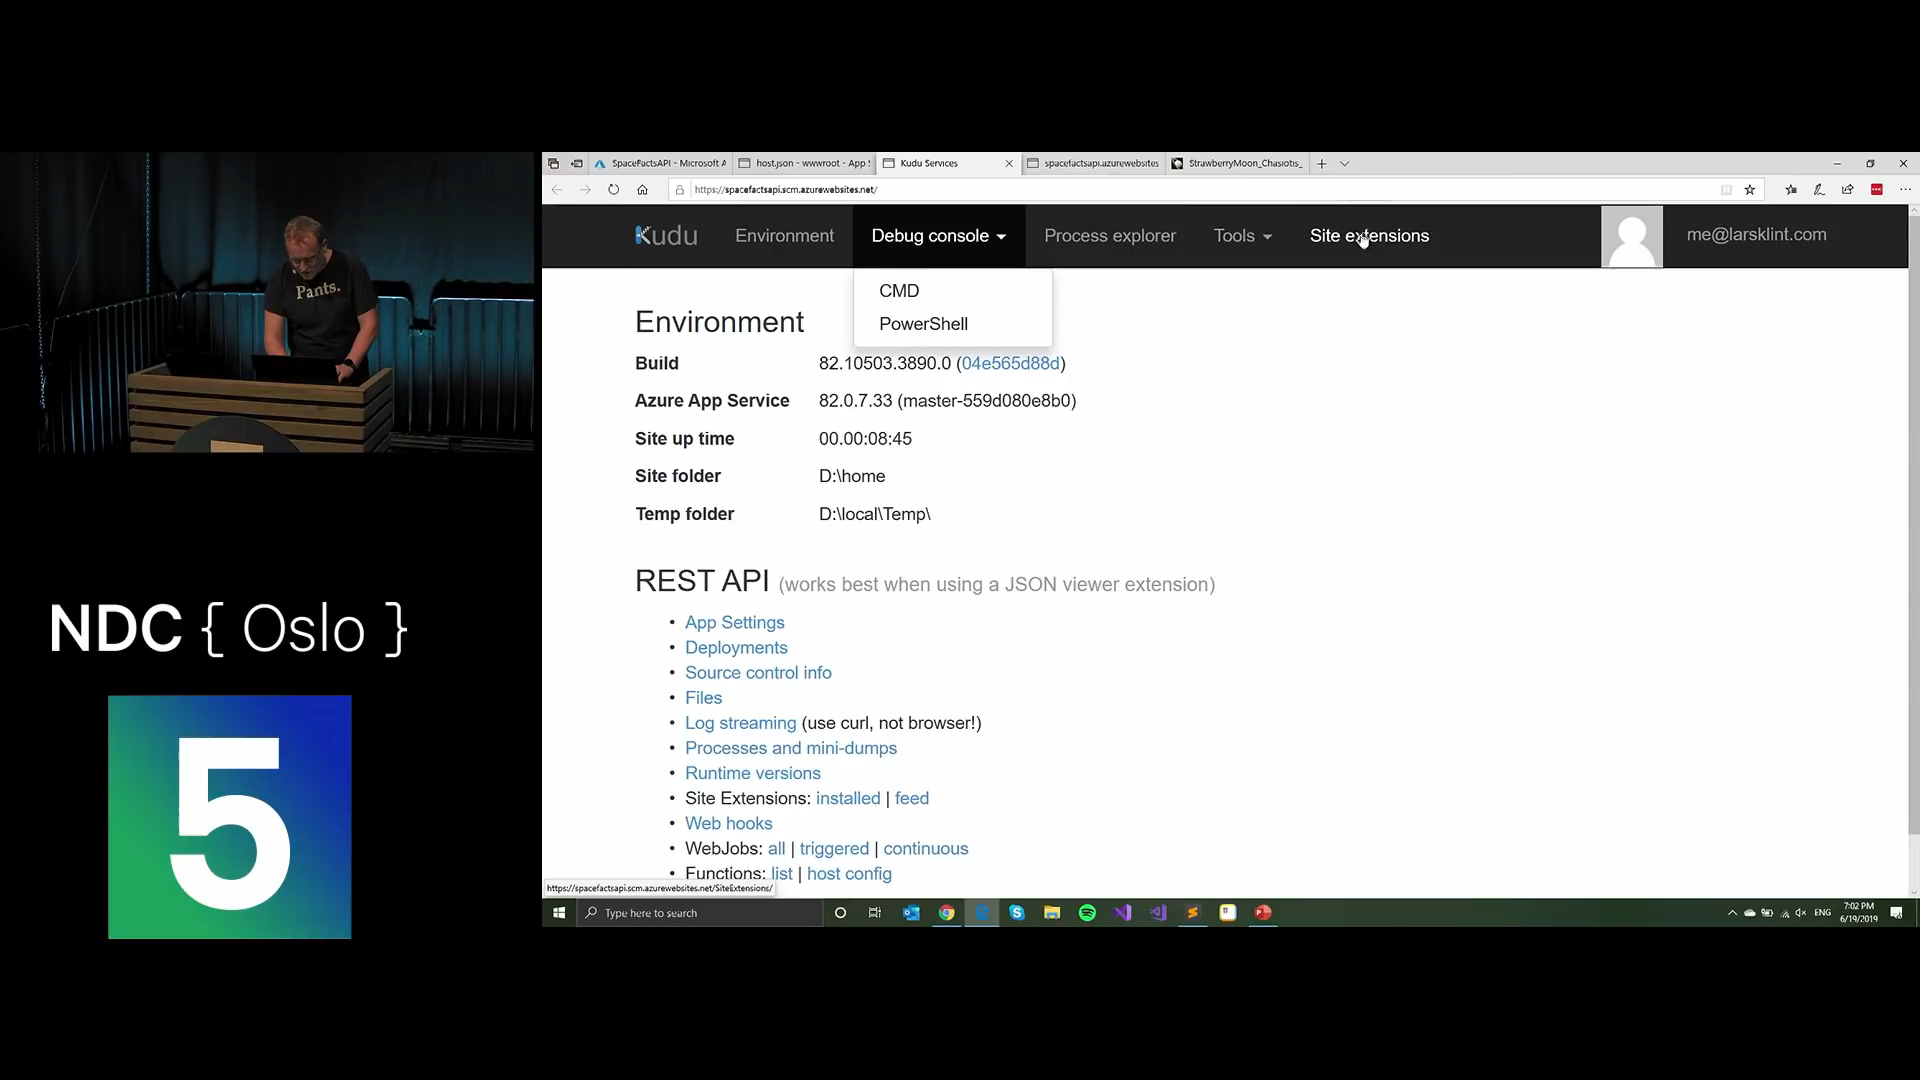 SpaceFactsAPI - Microsoft A
host.json - wwwroot - App S
Kudu Services
spacefactsapi.azurewebsites
StrawberryMoon_Chasiotis_
https://spacefactsapi.scm.azurewebsites.net/
Kudu
Environment
Debug console
Process explorer
Tools
Site extensions
me@larsklint.com
CMD
PowerShell
Pants.
Environment
Build 82.10503.3890.0 (04e565d88d)
Azure App Service 82.0.7.33 (master-559d080e8b0)
Site up time 00.00:08:45
Site folder D:\home
Temp folder D:\local\Temp\
REST API (works best when using a JSON viewer extension)
• App Settings
• Deployments
• Source control info
• Files
• Log streaming (use curl, not browser!)
• Processes and mini-dumps
• Runtime versions
• Site Extensions: installed | feed
• Web hooks
• WebJobs: all | triggered | continuous
• Functions: list | host config
https://spacefactsapi.scm.azurewebsites.net/SiteExtensions/
Type here to search
ENG
7:02 PM
6/19/2019
NDC { Oslo }
5